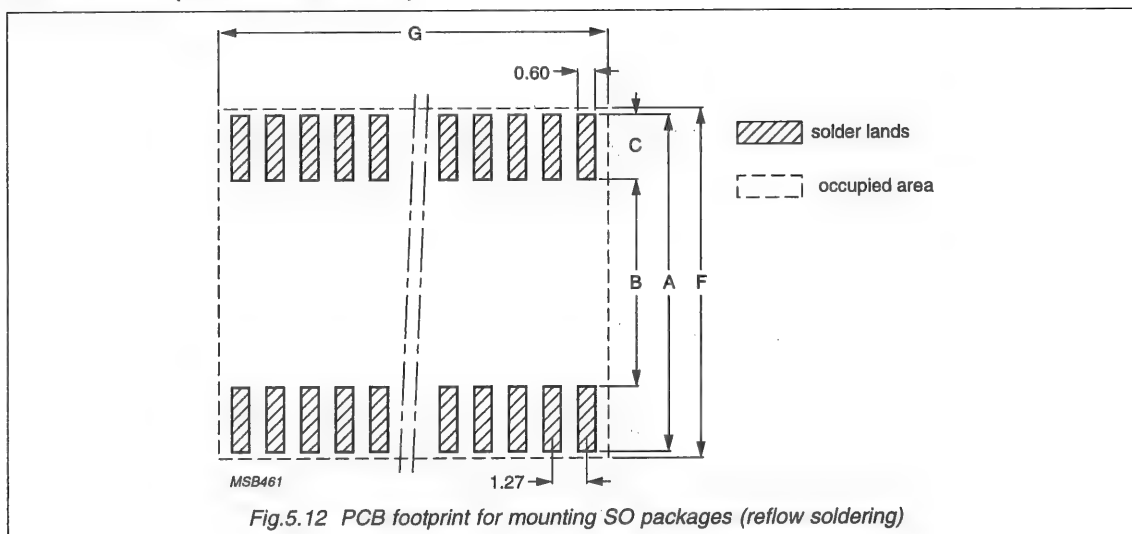 G
0.60
C
solder lands
occupied area
B
A
F
MSB461
1.27
Fig.5.12 PCB footprint for mounting SO packages (reflow soldering)